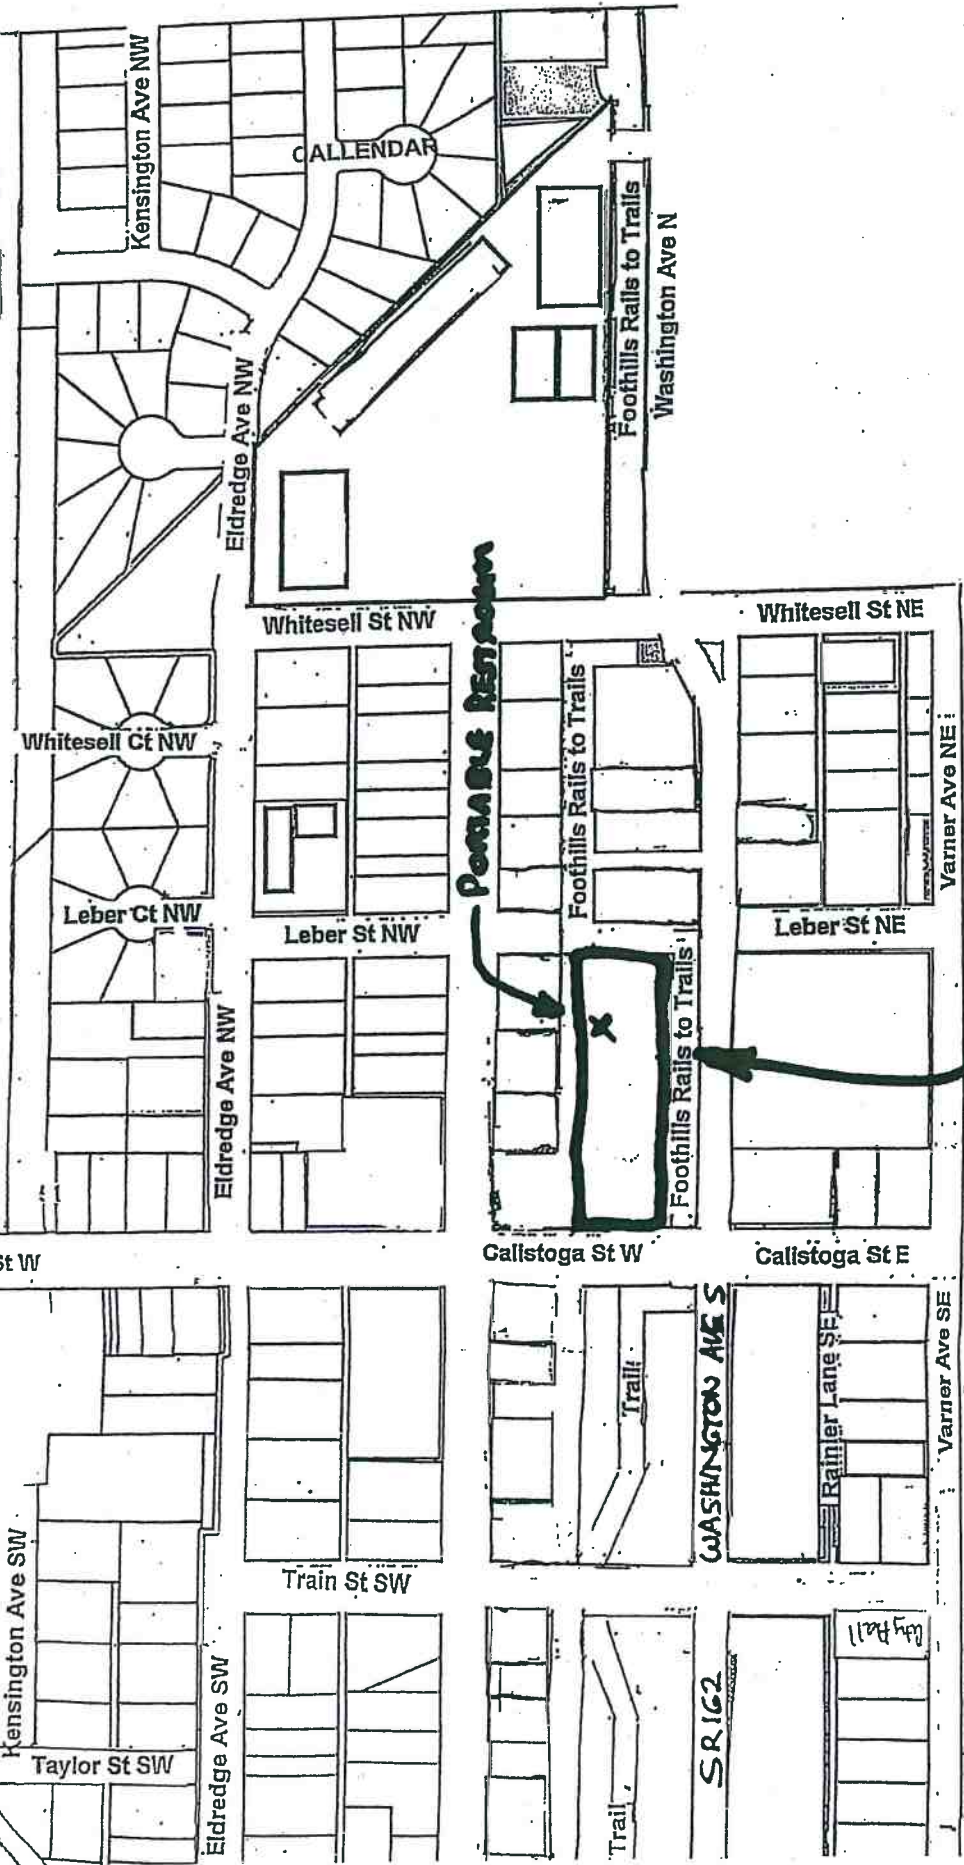 Kensington Ave NW
CALLENDAR
Foothills Rails to Trails
Washington Ave N
Eldredge Ave NW
Whitesell St NW
PORTABLE RESTROOM
Whitesell St NE
Foothills Rails to Trails
Whitesell Ct NW
Varner Ave NE
Leber Ct NW
Leber St NW
Leber St NE
Eldredge Ave NW
X
Foothills Rails to Trails
St W
Calistoga St W
Calistoga St E
Trail
WASHINGTON AVE S
Rainier Lane SE
Varner Ave SE
Kensington Ave SW
Train St SW
City Hall
Eldredge Ave SW
SR162
Taylor St SW
Trail